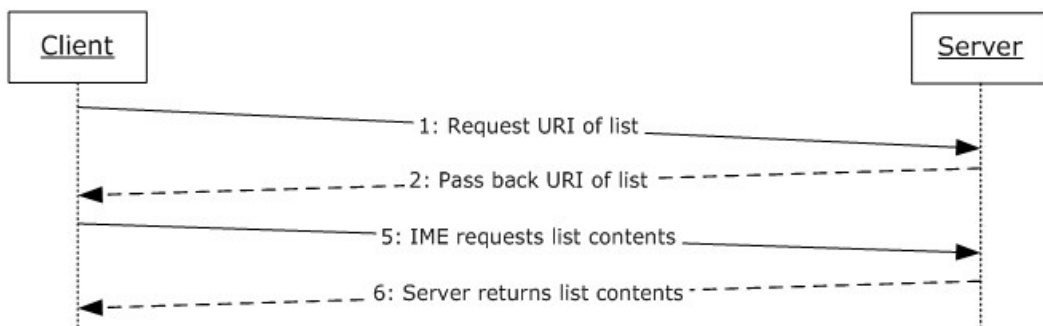 Client
Server
1: Request URI of list
2: Pass back URI of list
5: IME requests list contents
6: Server returns list contents